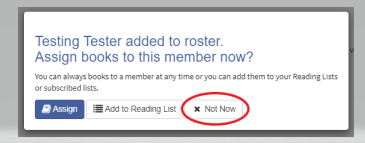 Testing Tester added to roster.
Assign books to this member now?
You can always books to a member at any time or you can add them to your Reading Lists
or subscribed lists.
Assign Add to Reading List Not Now